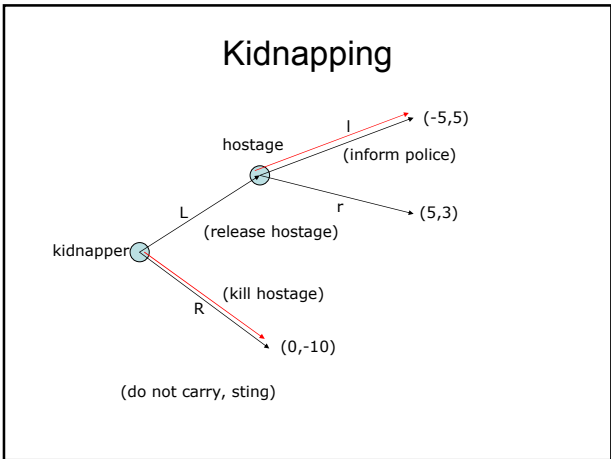 Kidnapping
l
(-5,5)
hostage
(inform police)
L
r
(5,3)
(release hostage)
kidnapper
(kill hostage)
R
(0,-10)
(do not carry, sting)